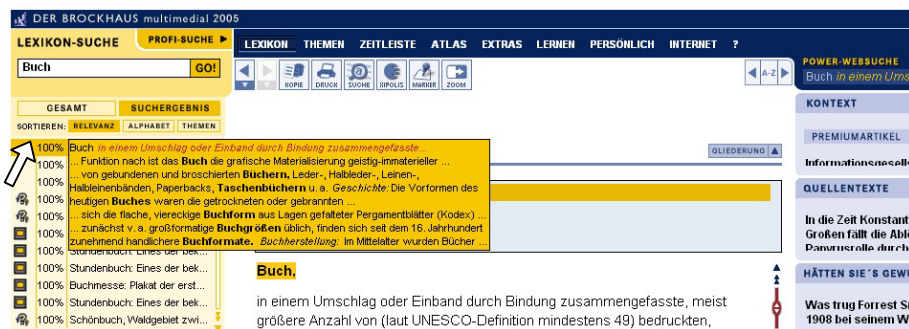 DER BROCKHAUS multimedial 2005
LEXIKON-SUCHE PROFI-SUCHE
Buch GO!
LEXIKON THEMEN ZEITLEISTE ATLAS EXTRAS LERNEN PERSÖNLICH INTERNET ?
KOPIE DRUCK SUCHE XIPOLIS MARKER ZOOM
A-Z
GESAMT SUCHERGEBNIS
SORTIEREN: RELEVANZ ALPHABET THEMEN
100% Buch in einem Umschlag oder Einband durch Bindung zusammengefasste...
... Funktion nach ist das Buch die grafische Materialisierung geistig-immaterieller ...
... von gebundenen und broschierten Büchern, Leder-, Halbleder-, Leinen-,
Halbleinenbänden, Paperbacks, Taschenbüchern u. a. Geschichte: Die Vorformen des
heutigen Buches waren die getrockneten oder gebrannten ...
... sich die flache, viereckige Buchform aus Lagen gefalteter Pergamentblätter (Kodex) ...
... zunächst v. a. großformatige Buchgrößen üblich, finden sich seit dem 16. Jahrhundert
zunehmend handlichere Buchformate. Buchherstellung: Im Mittelalter wurden Bücher ...
100%
100%
100%
100%
100%
100% Stundenbuch: Eines der bek...
100% Stundenbuch: Eines der bek...
100% Buchmesse: Plakat der erst...
100% Stundenbuch: Eines der bek...
100% Schönbuch, Waldgebiet zwi...
GLIEDERUNG
Buch,
in einem Umschlag oder Einband durch Bindung zusammengefasste, meist
größere Anzahl von (laut UNESCO-Definition mindestens 49) bedruckten,
POWER-WEBSUCHE
Buch in einem Ums
KONTEXT
PREMIUMARTIKEL
Informationsgesells
QUELLENTEXTE
In die Zeit Konstant
Großen fällt die Abl
Papyrusrolle durch
HÄTTEN SIE´S GEWU
Was trug Forrest S
1908 bei seinem W